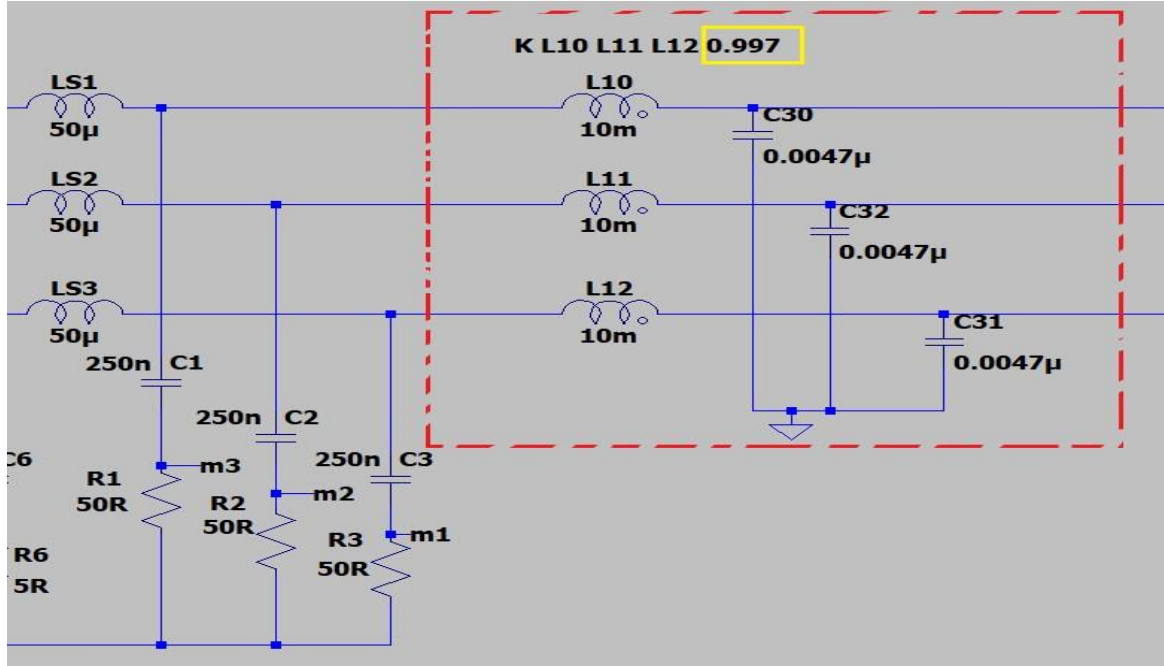 K L10 L11 L12 0.997
LS1
L10
50µ
10m
C30
0.0047µ
LS2
L11
50µ
10m
C32
0.0047µ
LS3
L12
50µ
10m
C31
0.0047µ
250n C1
250n C2
250n C3
C6
R1
50R
m3
R2
50R
m2
R3
50R
m1
R6
5R